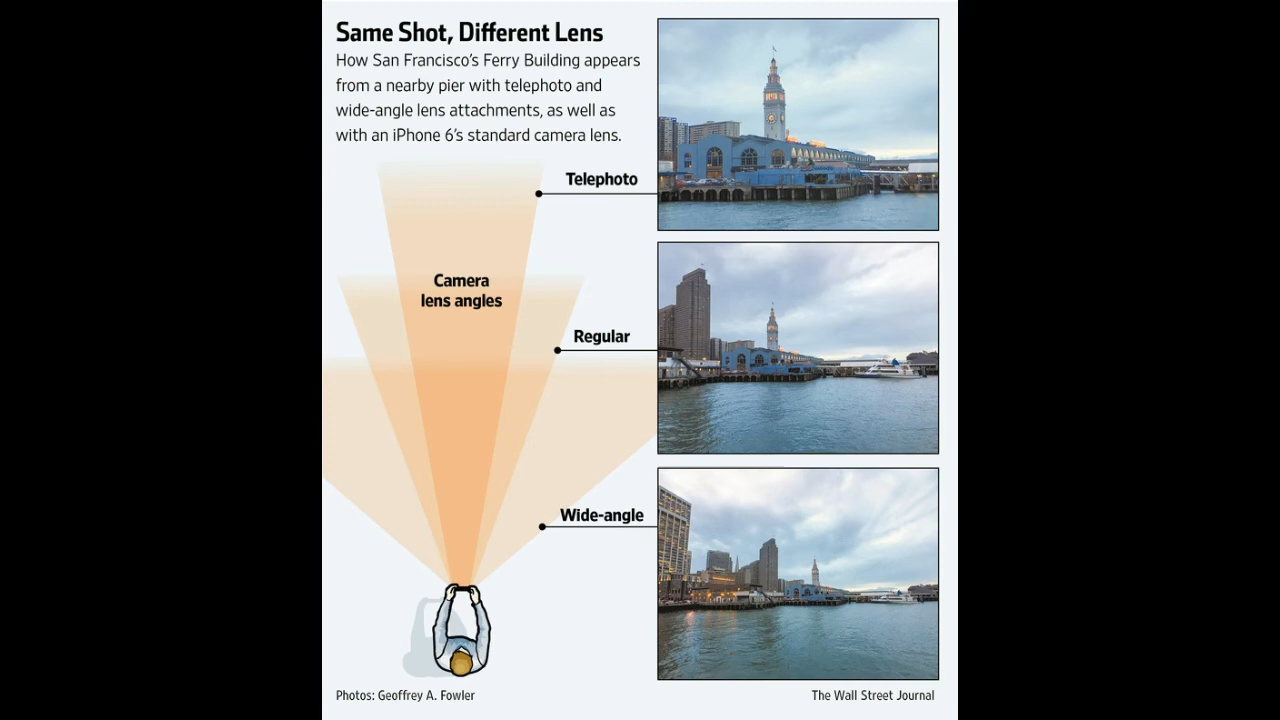 Same Shot, Different Lens
How San Francisco's Ferry Building appears
from a nearby pier with telephoto and
wide-angle lens attachments, as well as
with an iPhone 6's standard camera lens.
Telephoto
Camera
lens angles
Regular
Wide-angle
Photos: Geoffrey A. Fowler
The Wall Street Journal